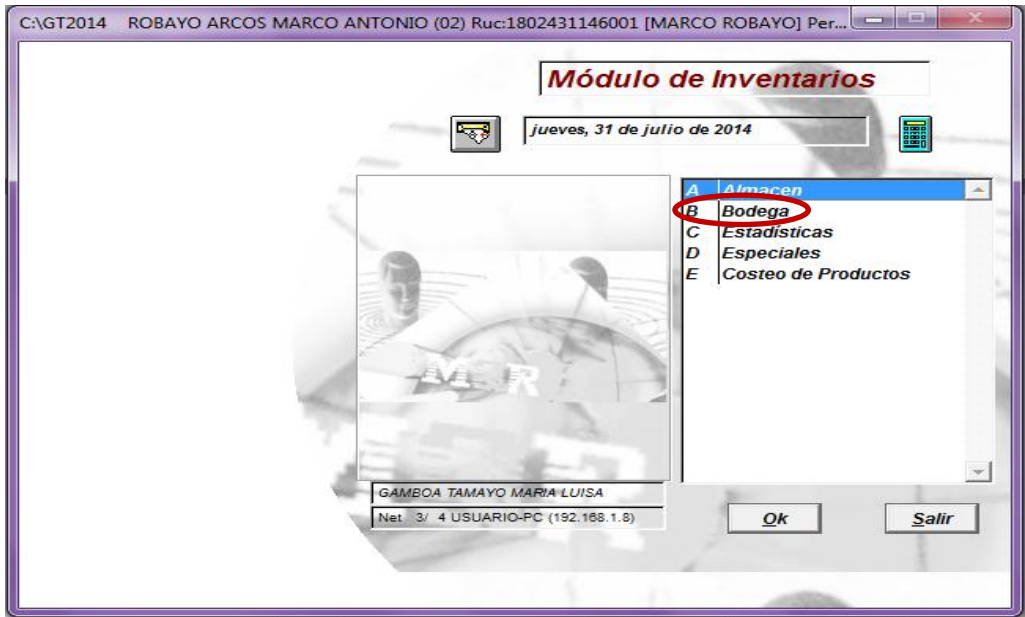 C:\GT2014 ROBAYO ARCOS MARCO ANTONIO (02) Ruc:1802431146001 [MARCO ROBAYO] Per...
Módulo de Inventarios
jueves, 31 de julio de 2014
A Almacen
B Bodega
C Estadísticas
D Especiales
E Costeo de Productos
M R
GAMBOA TAMAYO MARIA LUISA
Net 3/ 4 USUARIO-PC (192.168.1.8)
Ok
Salir